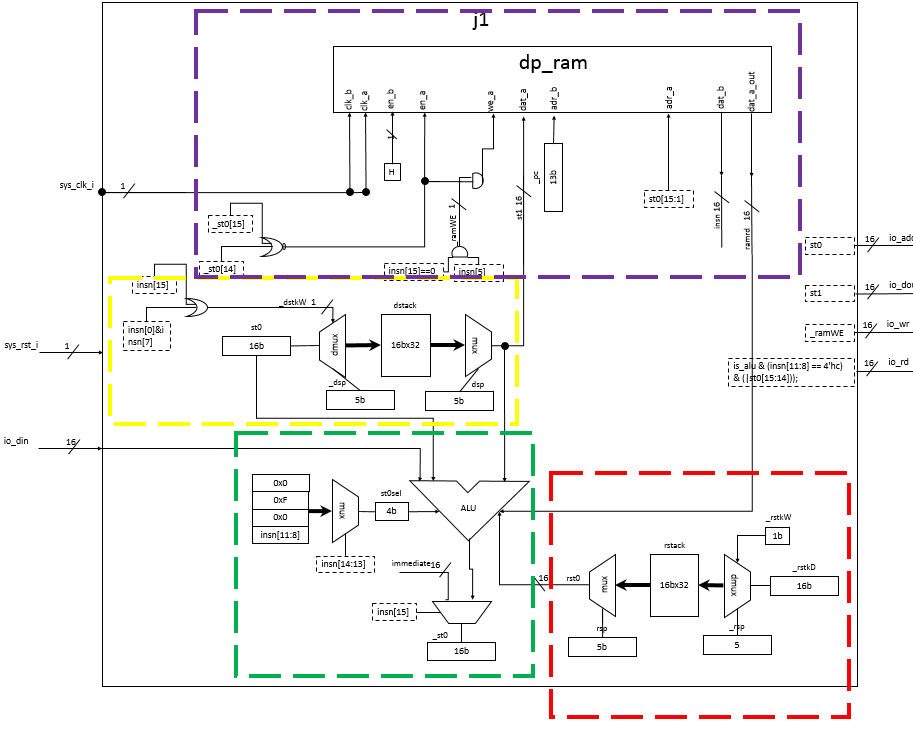 j1
dp_ram
clk_b
clk_a
en_b
en_a
we_a
dat_a
adr_b
adr_a
dat_b
dat_a_out
1
H
_pc
13b
sys_clk_i
1
_st0[15]
ramWE
1
st1 16
st0[15:1]
insn 16
ramrd 16
_st0[14]
insn[15]==0
insn[5]
st0
16
io_add
insn[15]
_dstkW 1
dstack
st1
16
io_dou
insn[0]&i
nsn[7]
st0
16b
dmux
16bx32
mux
_ramWE
16
io_wr
sys_rst_i
1
_dsp
5b
dsp
5b
is_alu & (insn[11:8] == 4'hc)
& (|st0[15:14]));
16
io_rd
io_din
16
0x0
0xF
0x0
insn[11:8]
mux
st0sel
4b
ALU
insn[14:13]
immediate
16
insn[15]
_st0
16b
16
rst0
mux
rstack
16bx32
dmux
_rstkW
1b
_rstkD
16b
rsp
5b
_rsp
5